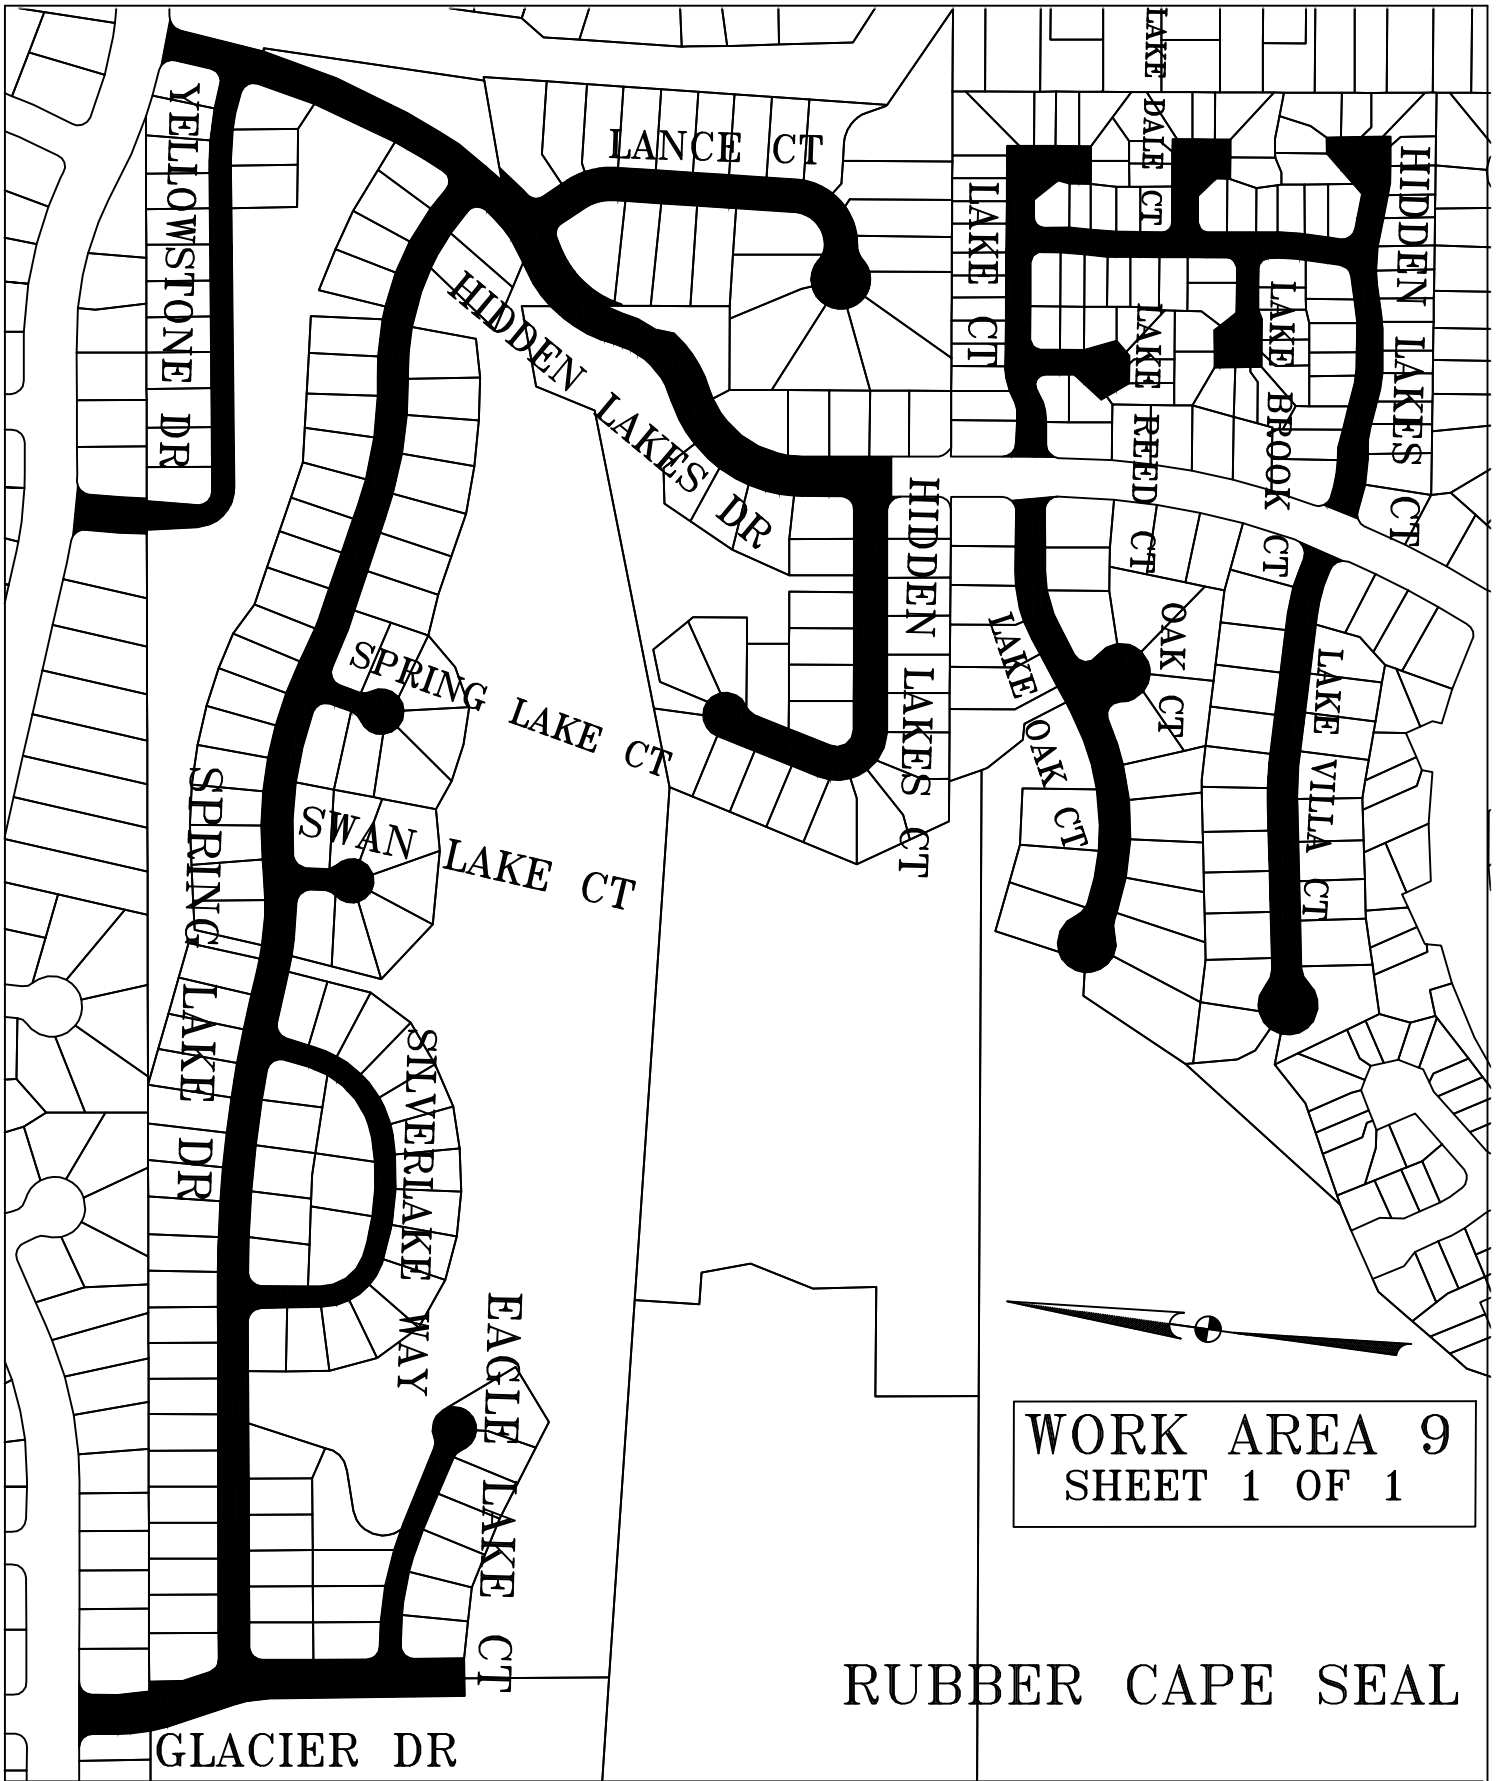 LANCE CT
YELLOWSTONE DR
HIDDEN LAKES DR
LAKE CT
LAKE DALE CT
HIDDEN LAKES CT
LAKE REED CT
LAKE BROOK CT
HIDDEN LAKES CT
SPRING LAKE CT
LAKE OAK CT
OAK CT
LAKE VILLA CT
SWAN LAKE CT
SPRING LAKE DR
SILVERLAKE WAY
EAGLE LAKE CT
WORK AREA 9
SHEET 1 OF 1
RUBBER CAPE SEAL
GLACIER DR